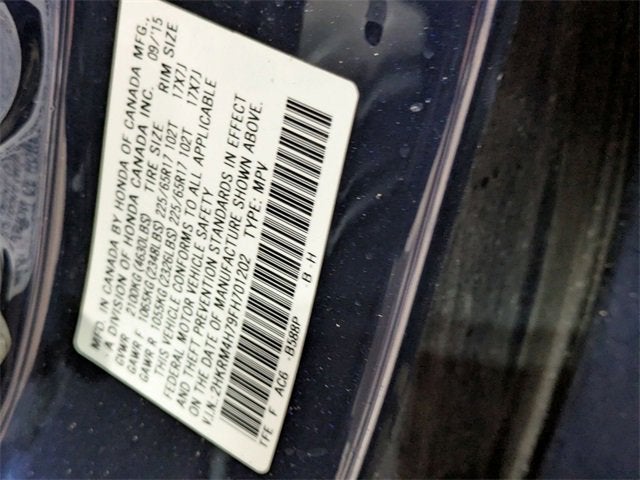 MFD. IN CANADA BY HONDA OF CANADA MFG.,
A DIVISION OF HONDA CANADA INC. 09/15
GVWR 2100KG (4630LBS) TIRE SIZE RIM SIZE
GAWR F 1065KG (2348LBS) 225/65R17 102T 17X7J
GAWR R 1055KG (2326LBS) 225/65R17 102T 17X7J
THIS VEHICLE CONFORMS TO ALL APPLICABLE
FEDERAL MOTOR VEHICLE SAFETY
AND THEFT PREVENTION STANDARDS IN EFFECT
ON THE DATE OF MANUFACTURE SHOWN ABOVE.
V.I.N.: 2HKRM4H79FH701202 TYPE: MPV
TFE F AC6 -B588P -B -H